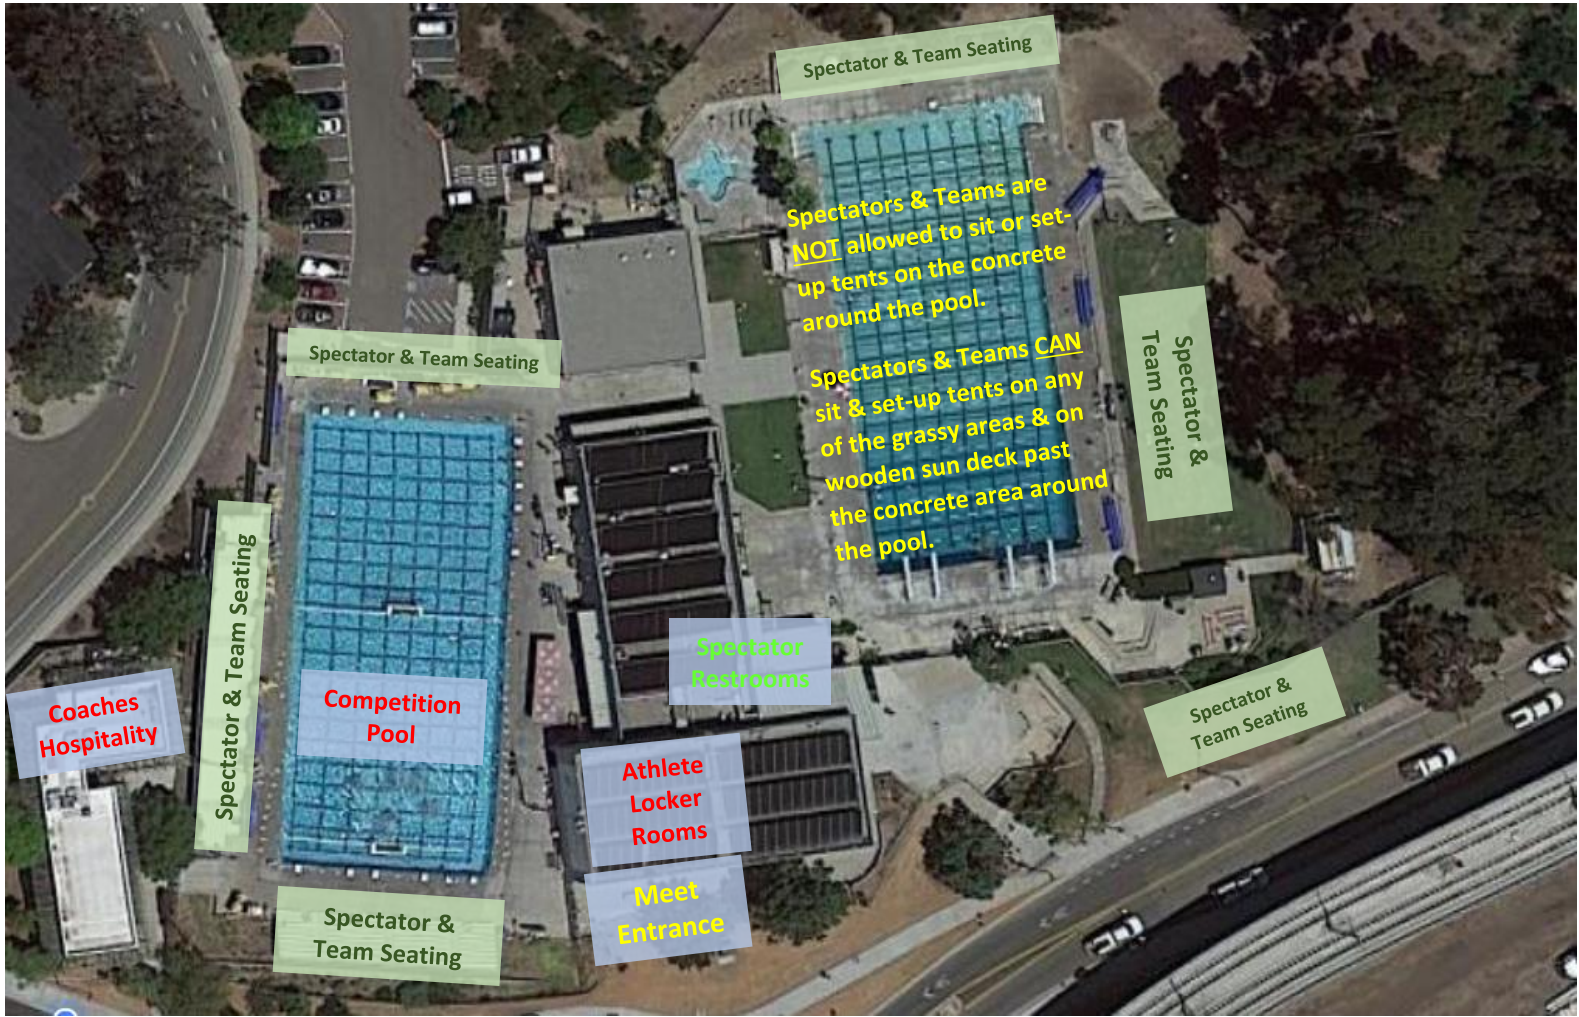 Spectator & Team Seating
Spectators & Teams are
NOT allowed to sit or set-
up tents on the concrete
around the pool.
Spectators & Teams CAN
sit & set-up tents on any
of the grassy areas & on
wooden sun deck past
the concrete area around
the pool.
Spectator & Team Seating
Spectator &
Team Seating
Spectator & Team Seating
Spectator
Restrooms
Coaches
Hospitality
Competition
Pool
Spectator &
Team Seating
Athlete
Locker
Rooms
Meet
Entrance
Spectator &
Team Seating